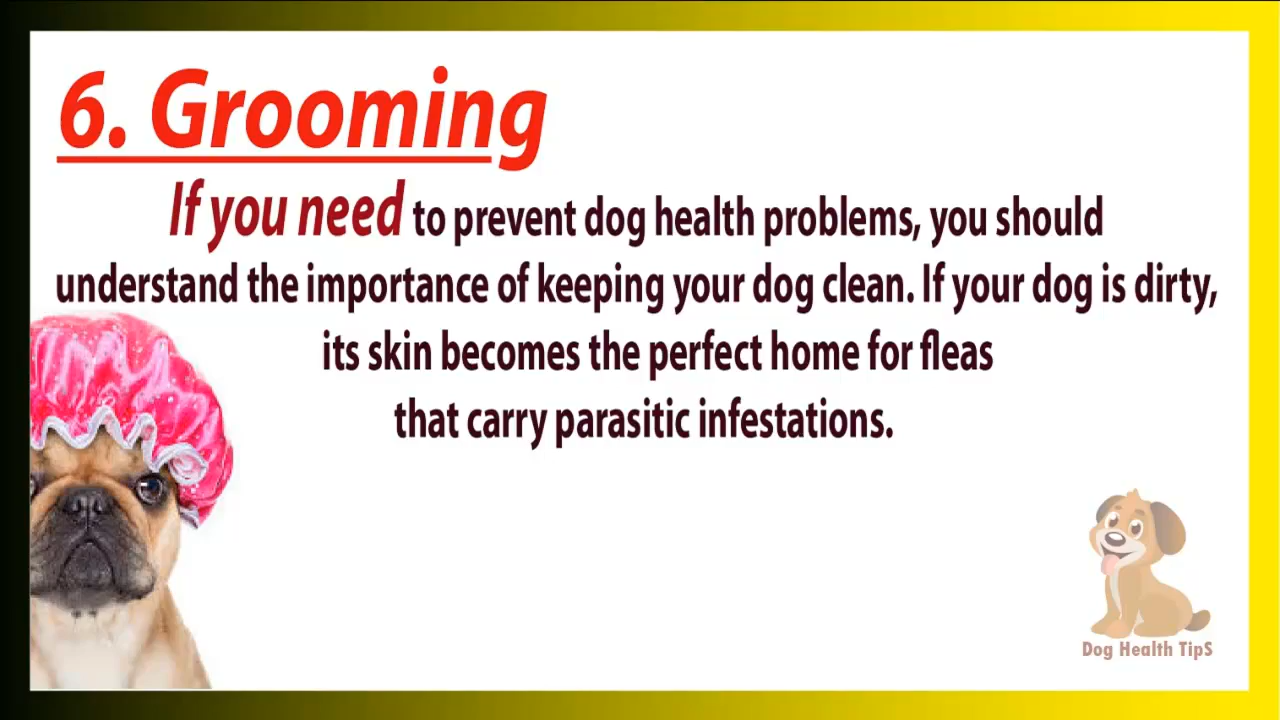 6. Grooming
If you need to prevent dog health problems, you should
understand the importance of keeping your dog clean. If your dog is dirty,
its skin becomes the perfect home for fleas
that carry parasitic infestations.
Dog Health TipS